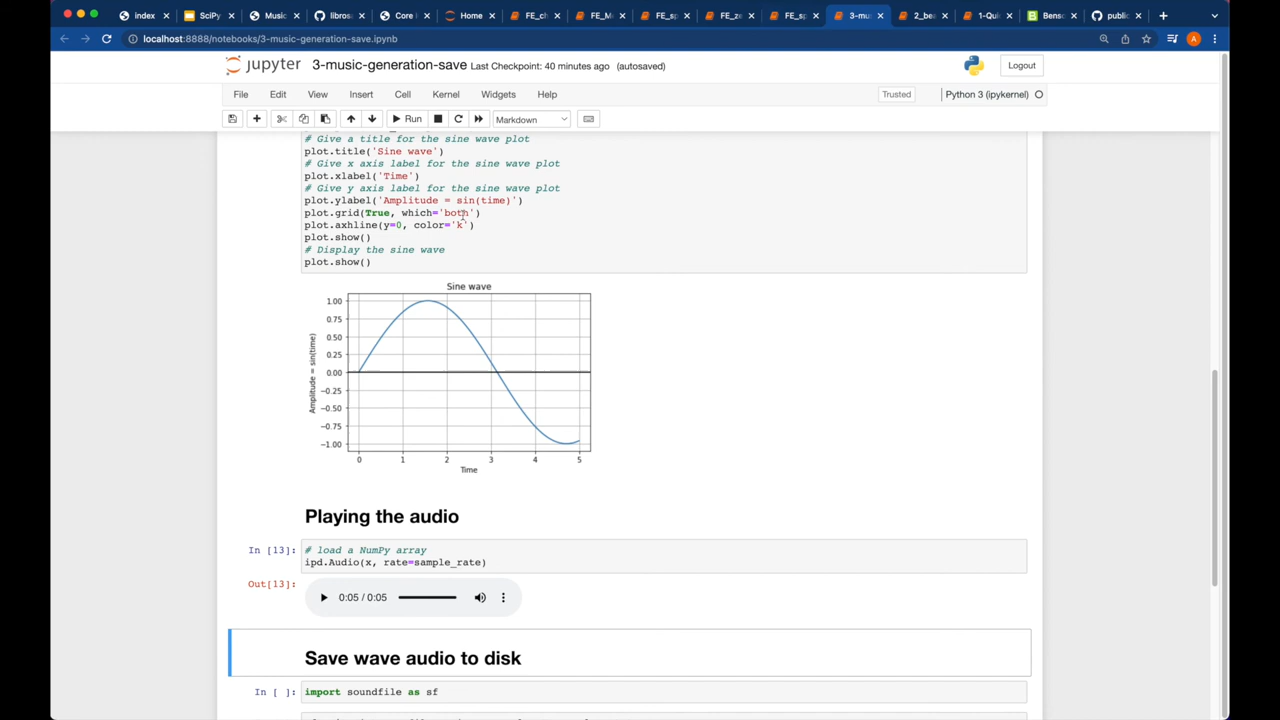 index
SciPy
Music
librosa
Core I
Home
FE_ch
FE_M
FE_sp
FE_ze
FE_sp
3-mus
2_bea
1-Quic
Benso
public
localhost:8888/notebooks/3-music-generation-save.ipynb
A
jupyter 3-music-generation-save Last Checkpoint: 40 minutes ago (autosaved)
Logout
File Edit View Insert Cell Kernel Widgets Help
Trusted
Python 3 (ipykernel)
Run
Markdown
# Give a title for the sine wave plot
plot.title('Sine wave')
# Give x axis label for the sine wave plot
plot.xlabel('Time')
# Give y axis label for the sine wave plot
plot.ylabel('Amplitude = sin(time)')
plot.grid(True, which='both')
plot.axhline(y=0, color='k')
plot.show()
# Display the sine wave
plot.show()
Sine wave
1.00
0.75
0.50
0.25
0.00
−0.25
−0.50
−0.75
−1.00
Amplitude = sin(time)
0 1 2 3 4 5
Time
Playing the audio
In [13]:
# load a NumPy array
ipd.Audio(x, rate=sample_rate)
Out[13]:
0:05 / 0:05
Save wave audio to disk
In [ ]:
import soundfile as sf